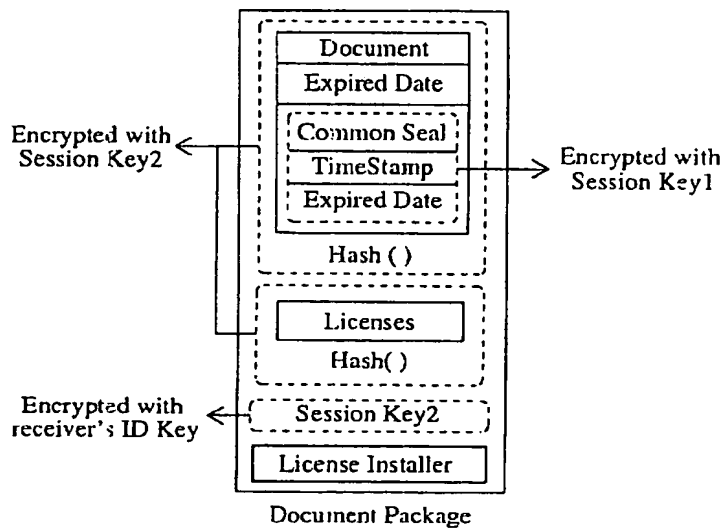 Document
Expired Date
Common Seal
TimeStamp
Expired Date
Hash ( )
Encrypted with
Session Key2
Encrypted with
Session Key1
Licenses
Hash( )
Encrypted with
receiver's ID Key
Session Key2
License Installer
Document Package